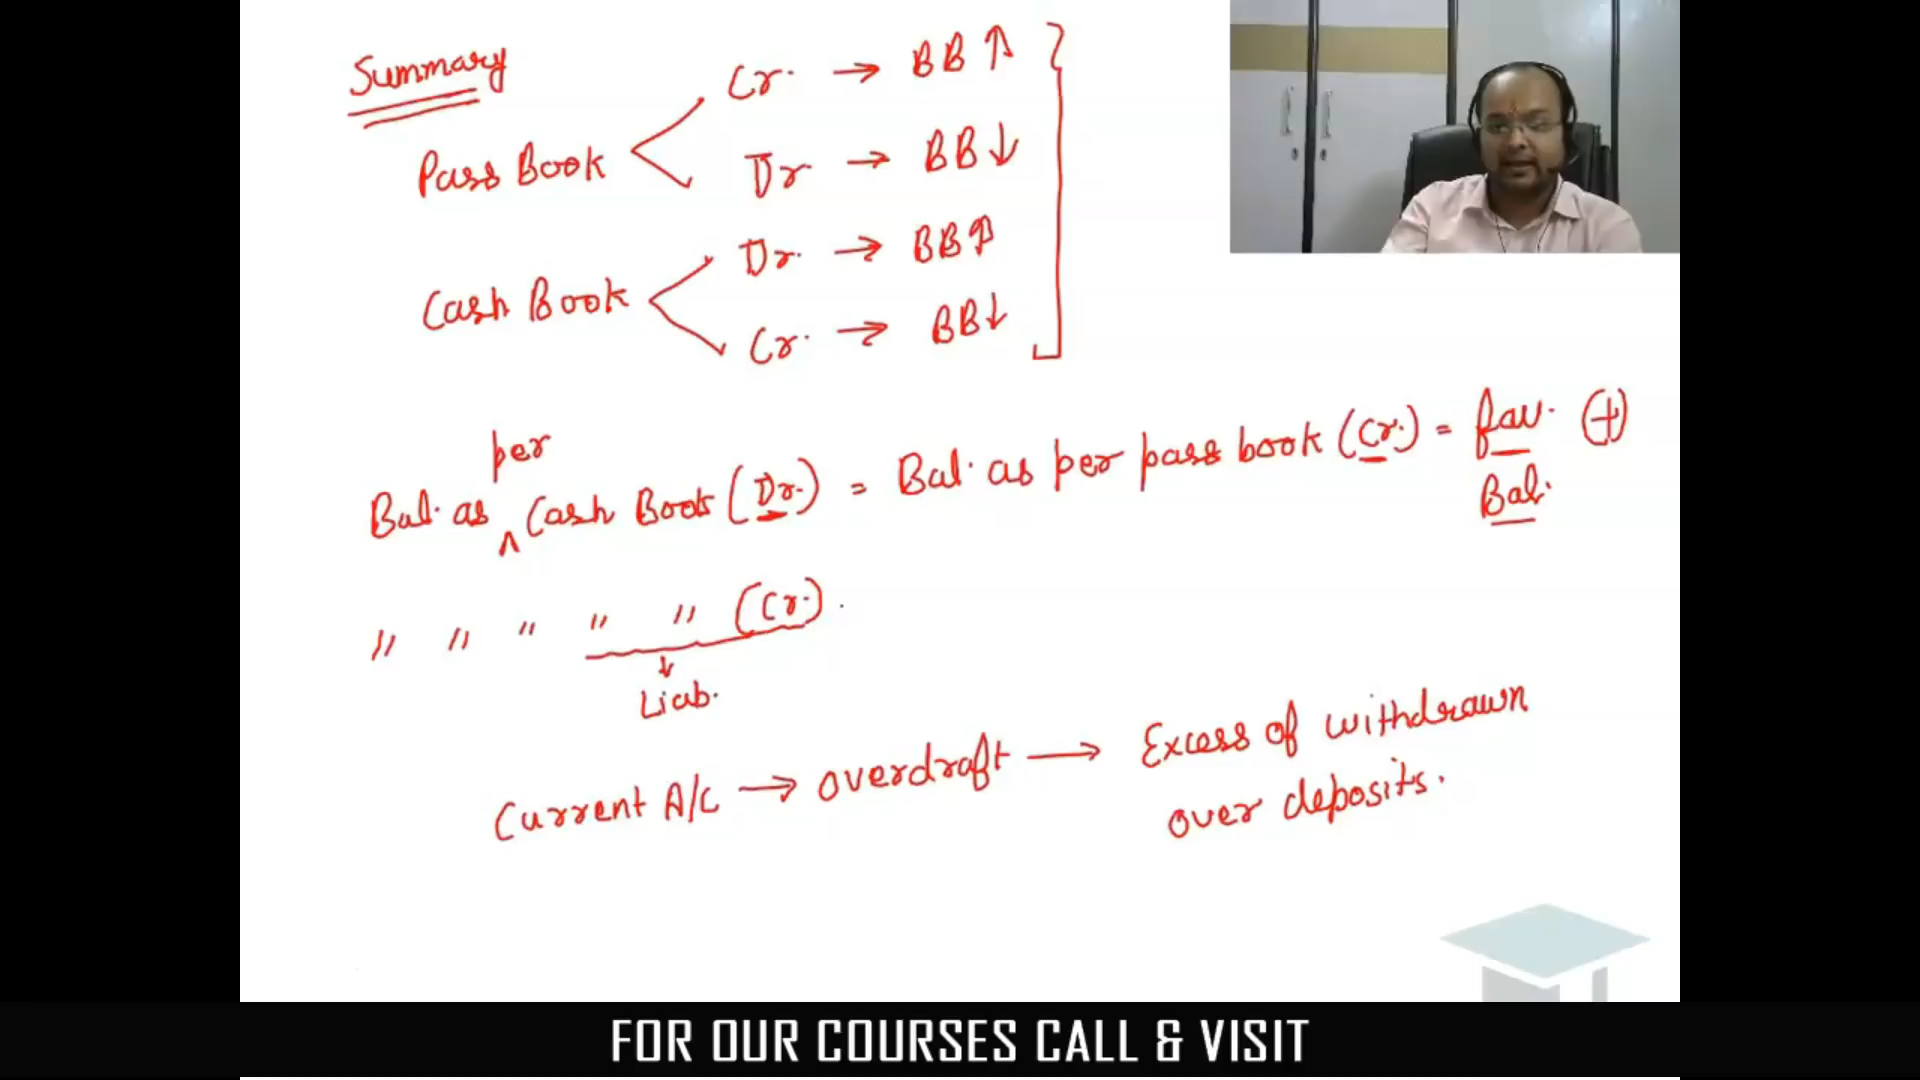 Summary
Pass Book
Cr. → BB ↑
Dr → BB ↓
Cash Book
Dr. → BB ↑
Cr. → BB ↓
Bal. as per Cash Book (Dr.) = Bal. as per pass book (Cr.) = fav. (+)
Bal.
" " " " " (Cr.)
↓
Liab.
Current A/C → overdraft → Excess of withdrawn
over deposits.
FOR OUR COURSES CALL & VISIT